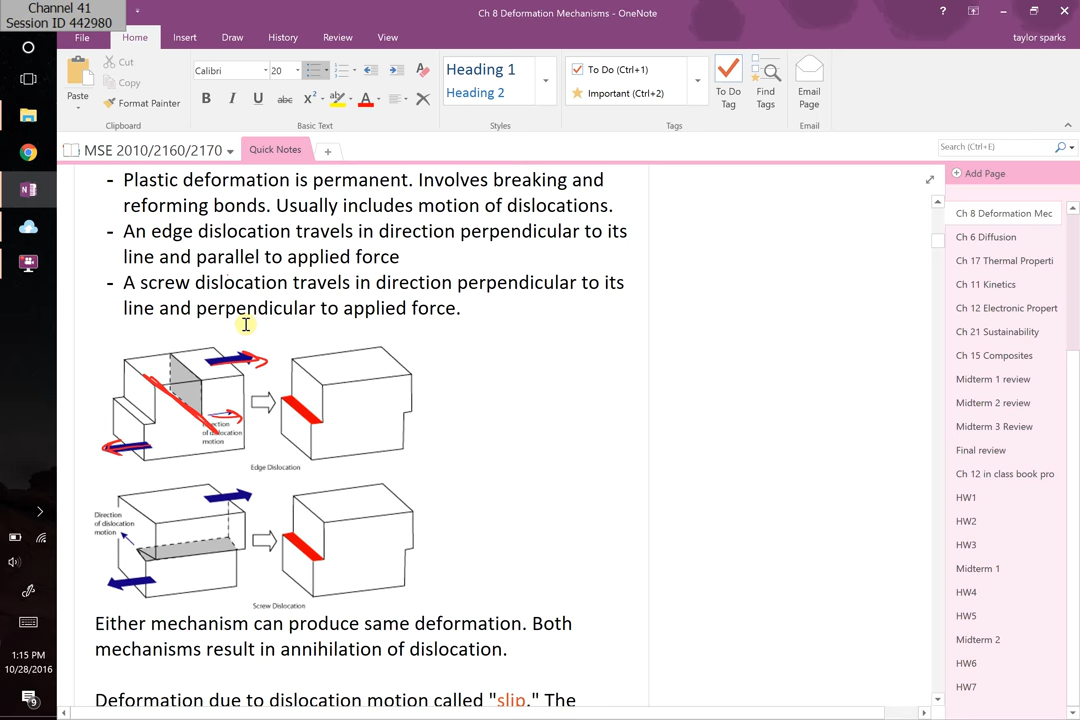 Channel 41
Session ID 442980
Ch 8 Deformation Mechanisms - OneNote
?
taylor sparks
File
Home
Insert
Draw
History
Review
View
Paste
Cut
Copy
Format Painter
Clipboard
Calibri
20
B I U abc X² A
Basic Text
Heading 1
Heading 2
Styles
To Do (Ctrl+1)
Important (Ctrl+2)
Tags
To Do
Tag
Find
Tags
Email
Page
Email
MSE 2010/2160/2170
Quick Notes
Search (Ctrl+E)
Add Page
- Plastic deformation is permanent. Involves breaking and
reforming bonds. Usually includes motion of dislocations.
- An edge dislocation travels in direction perpendicular to its
line and parallel to applied force
- A screw dislocation travels in direction perpendicular to its
line and perpendicular to applied force.
of dislocation
motion
Edge Dislocation
Direction
of dislocation
motion
Screw Dislocation
Either mechanism can produce same deformation. Both
mechanisms result in annihilation of dislocation.
Deformation due to dislocation motion called "slip." The
Ch 8 Deformation Mec
Ch 6 Diffusion
Ch 17 Thermal Properti
Ch 11 Kinetics
Ch 12 Electronic Propert
Ch 21 Sustainability
Ch 15 Composites
Midterm 1 review
Midterm 2 review
Midterm 3 Review
Final review
Ch 12 in class book pro
HW1
HW2
HW3
Midterm 1
HW4
HW5
Midterm 2
HW6
HW7
1:15 PM
10/28/2016
9